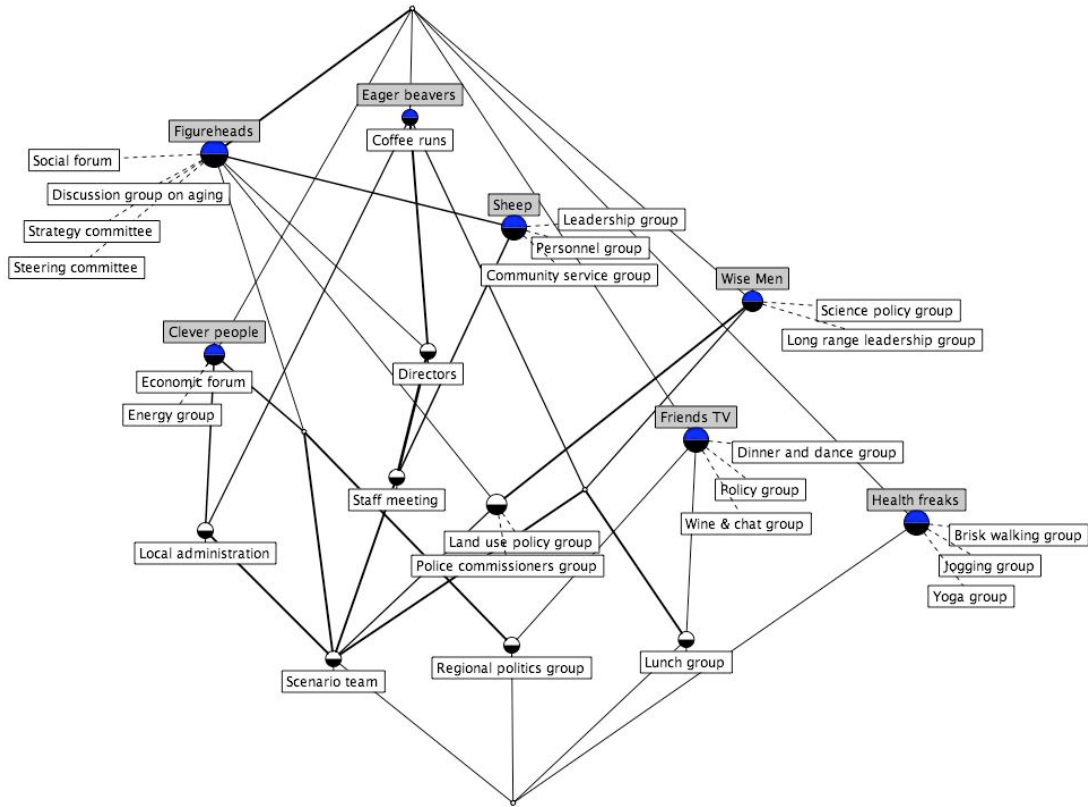 Eager beavers
Figureheads
Coffee runs
Social forum
Discussion group on aging
Sheep
Leadership group
Strategy committee
Personnel group
Steering committee
Community service group
Wise Men
Science policy group
Clever people
Long range leadership group
Directors
Economic forum
Energy group
Friends TV
Dinner and dance group
Policy group
Staff meeting
Health freaks
Wine & chat group
Brisk walking group
Land use policy group
Local administration
Police commissioners group
Jogging group
Yoga group
Lunch group
Regional politics group
Scenario team